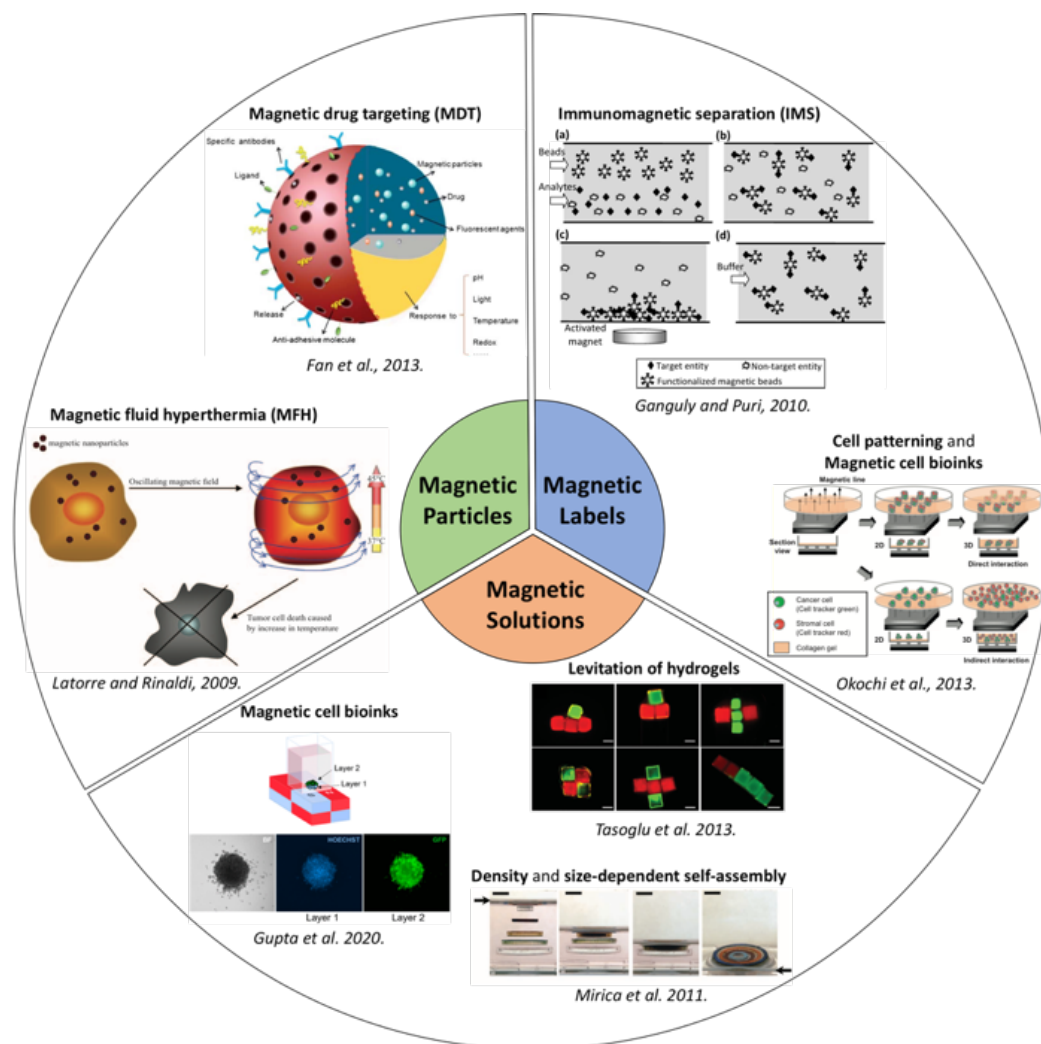 Magnetic drug targeting (MDT)
Specific antibodies
Ligand
Magnetic particles
Drug
Fluorescent agents
pH
Light
Response to
Temperature
Redox
Release
Anti-adhesive molecule
Fan et al., 2013.
Immunomagnetic separation (IMS)
(a)
(b)
Beads
Analytes
(c)
(d)
Buffer
Activated
magnet
Target entity
Non-target entity
Functionalized magnetic beads
Ganguly and Puri, 2010.
Magnetic fluid hyperthermia (MFH)
magnetic nanoparticles
Oscillating magnetic field
45°C
37°C
Tumor cell death caused
by increase in temperature
Latorre and Rinaldi, 2009.
Magnetic
Particles
Magnetic
Labels
Magnetic
Solutions
Cell patterning and
Magnetic cell bioinks
Magnetic line
Section
view
2D
3D
Direct interaction
Cancer cell
(Cell tracker green)
Stromal cell
(Cell tracker red)
Collagen gel
2D
3D
Indirect interaction
Okochi et al., 2013.
Magnetic cell bioinks
Layer 2
Layer 1
BF
HOECHST
GFP
Layer 1
Layer 2
Gupta et al. 2020.
Levitation of hydrogels
Tasoglu et al. 2013.
Density and size-dependent self-assembly
Mirica et al. 2011.